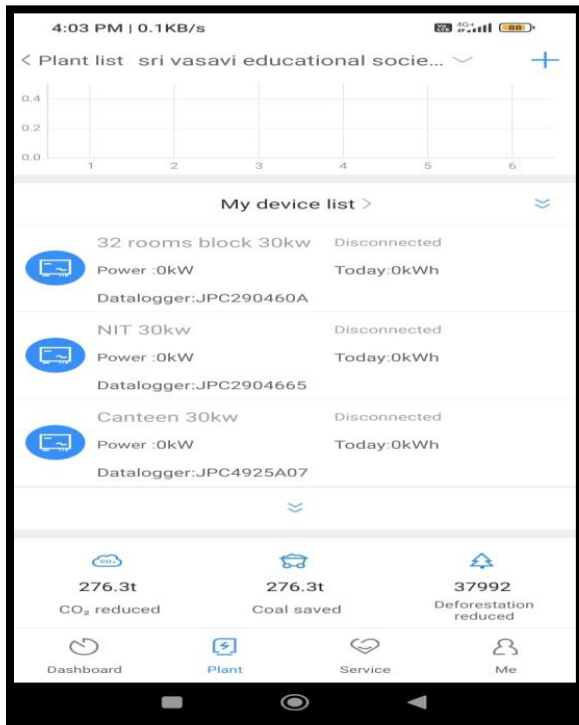 4:03 PM | 0.1KB/s 4G+ 88
< Plant list sri vasavi educational socie...
0.4
0.2
0.0
1 2 3 4 5 6
My device list >
32 rooms block 30kw Disconnected
Power :0kW Today:0kWh
Datalogger:JPC290460A
NIT 30kw Disconnected
Power :0kW Today:0kWh
Datalogger:JPC2904665
Canteen 30kw Disconnected
Power :0kW Today:0kWh
Datalogger:JPC4925A07
CO₂
276.3t 276.3t 37992
CO₂ reduced Coal saved Deforestation reduced
Dashboard Plant Service Me